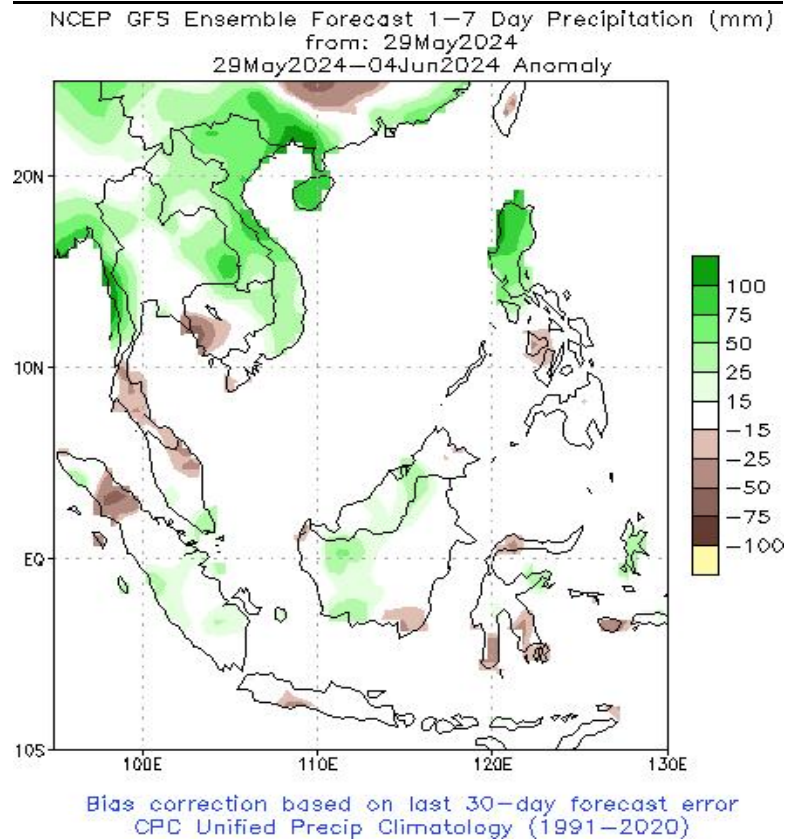 NCEP GFS Ensemble Forecast 1–7 Day Precipitation (mm)
from: 29May2024
29May2024–04Jun2024 Anomaly
20N
10N
EQ
10S
100E
110E
120E
130E
100
75
50
25
15
−15
−25
−50
−75
−100
Bias correction based on last 30–day forecast error
CPC Unified Precip Climatology (1991–2020)